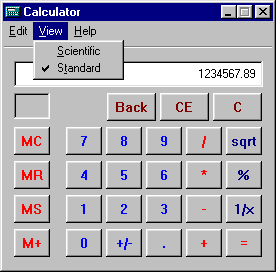 Calculator
Edit View Help
Scientific
Standard
1234567.89
Back CE C
MC 7 8 9 / sqrt
MR 4 5 6 * %
MS 1 2 3 - 1/x
M+ 0 +/- . + =